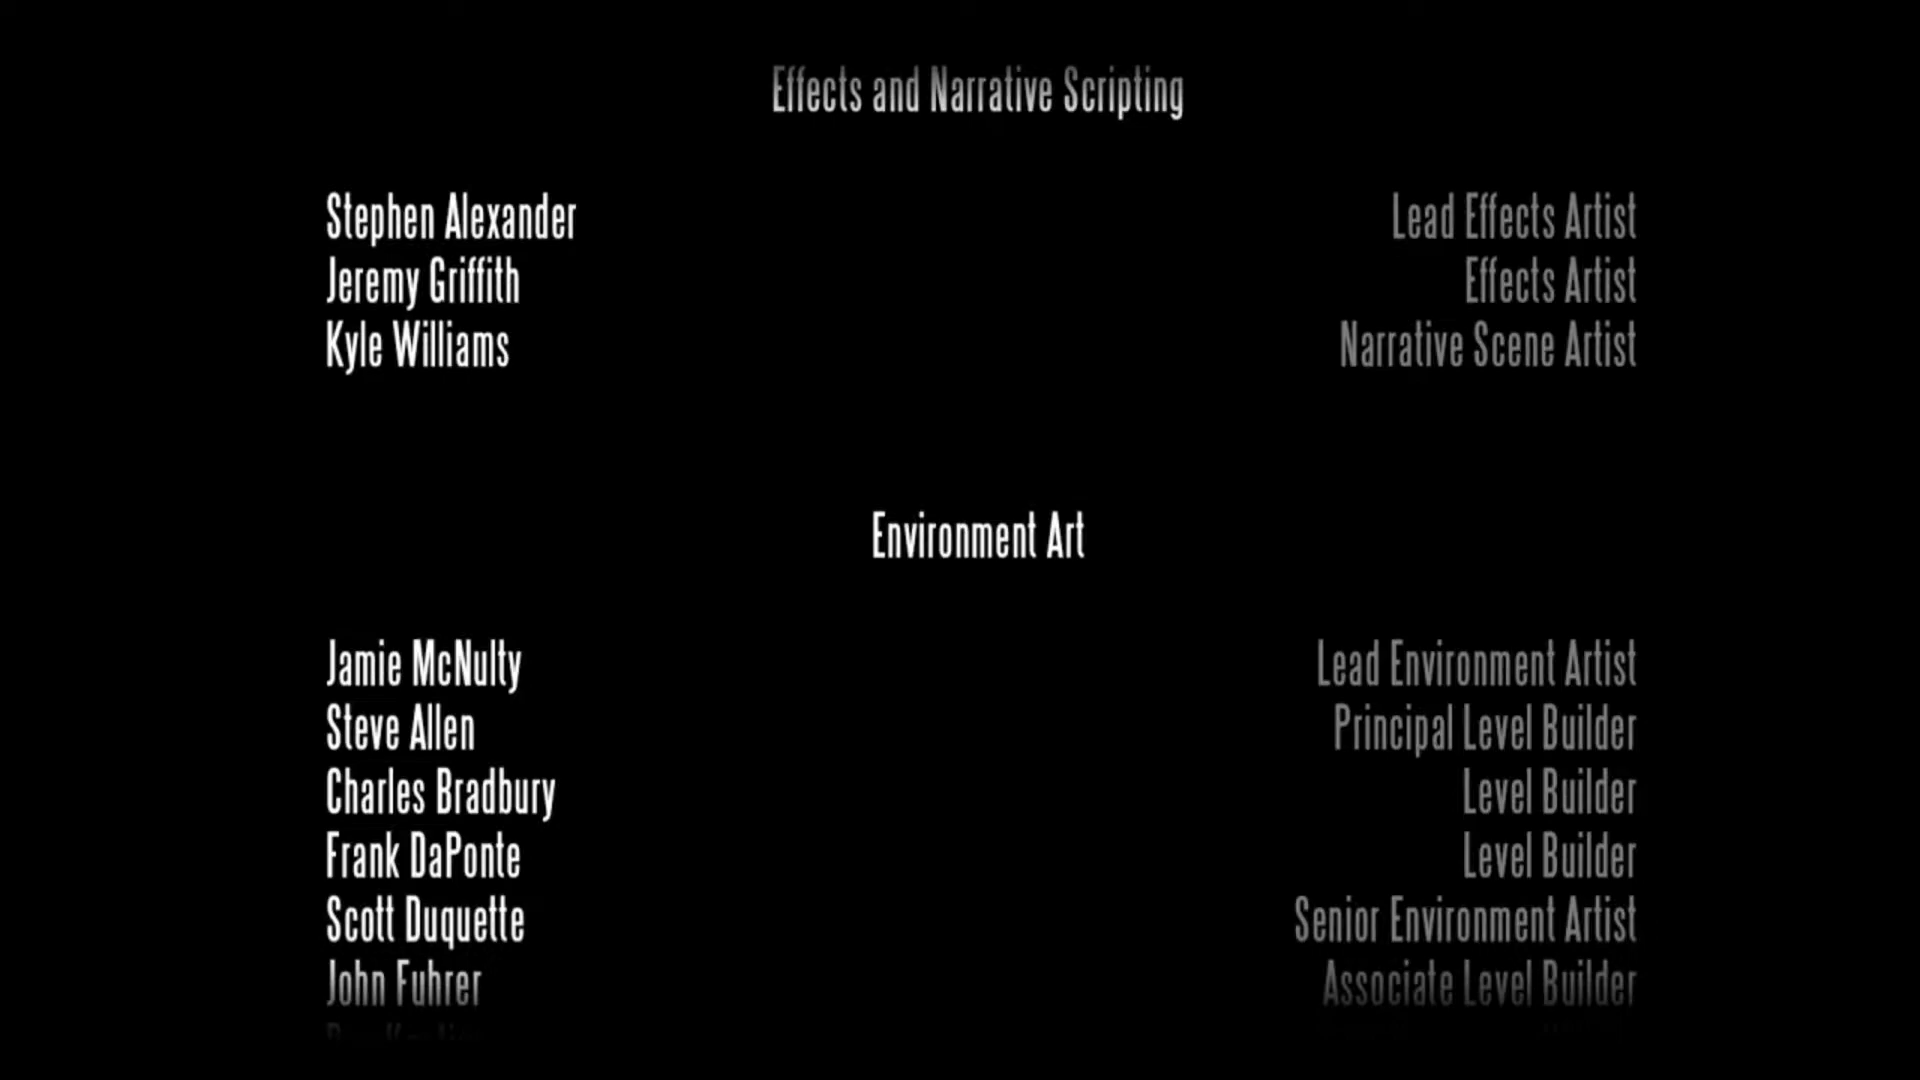 Effects and Narrative Scripting
Stephen Alexander Lead Effects Artist
Jeremy Griffith Effects Artist
Kyle Williams Narrative Scene Artist
Environment Art
Jamie McNulty Lead Environment Artist
Steve Allen Principal Level Builder
Charles Bradbury Level Builder
Frank DaPonte Level Builder
Scott Duquette Senior Environment Artist
John Fuhrer Associate Level Builder